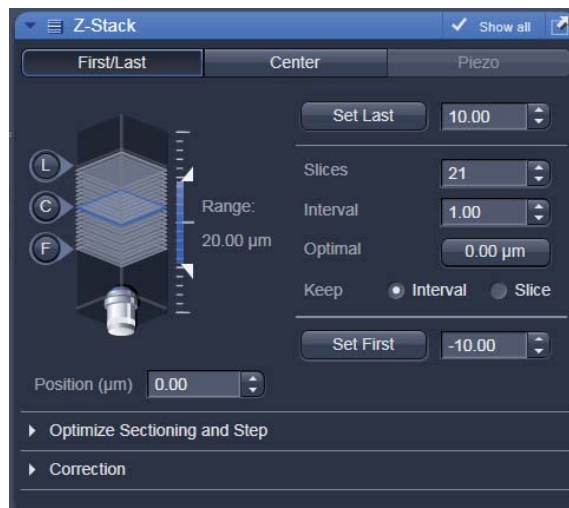 Z-Stack Show all
First/Last Center Piezo
Set Last 10.00
L
Slices 21
C Range: Interval 1.00
F 20.00 µm Optimal 0.00 µm
Keep Interval Slice
Set First -10.00
Position (µm) 0.00
Optimize Sectioning and Step
Correction